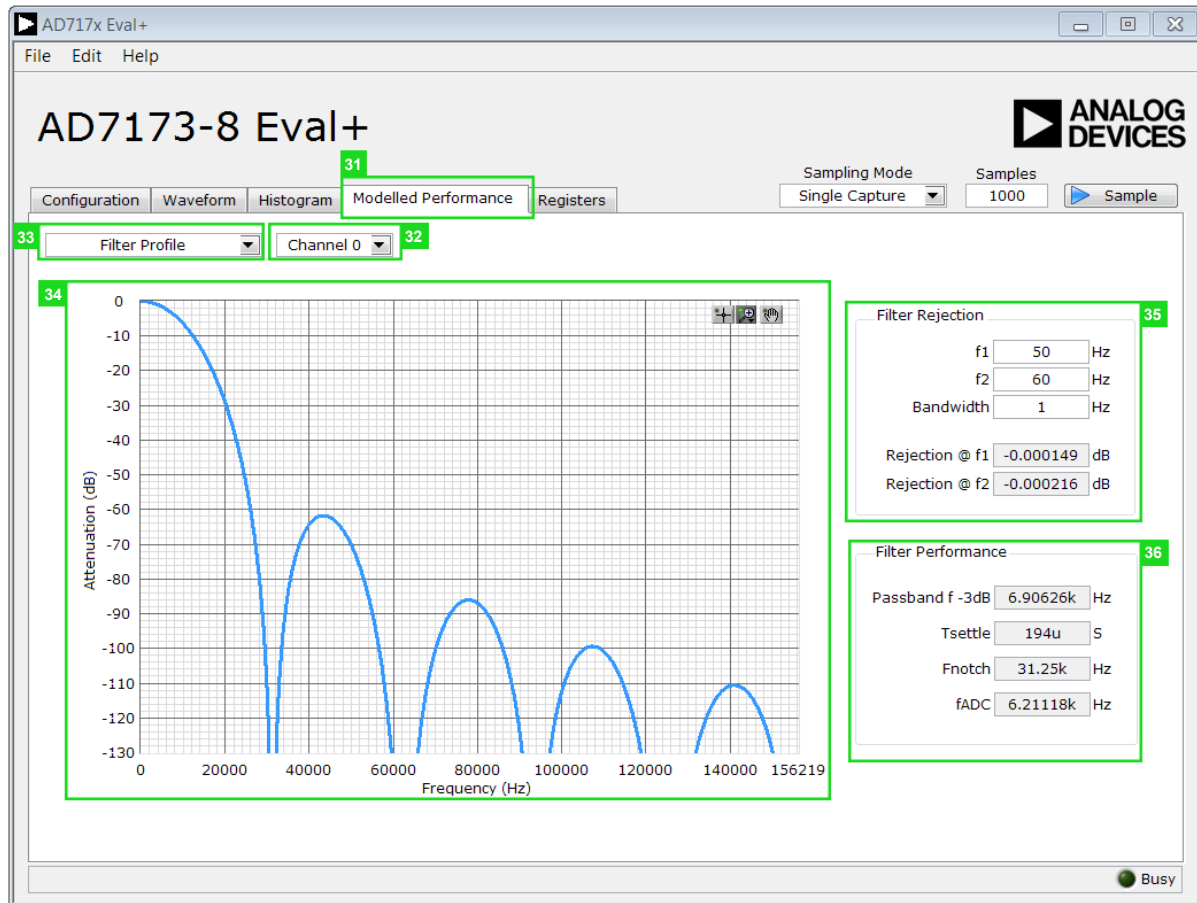 AD717x Eval+
File Edit Help
AD7173-8 Eval+
ANALOG
DEVICES
31
Sampling Mode
Samples
Configuration Waveform Histogram Modelled Performance Registers
Single Capture
1000
Sample
33
Filter Profile
Channel 0
32
34
0
-10
-20
-30
-40
-50
-60
-70
-80
-90
-100
-110
-120
-130
Attenuation (dB)
0 20000 40000 60000 80000 100000 120000 140000 156219
Frequency (Hz)
35
Filter Rejection
f1 50 Hz
f2 60 Hz
Bandwidth 1 Hz
Rejection @ f1 -0.000149 dB
Rejection @ f2 -0.000216 dB
36
Filter Performance
Passband f -3dB 6.90626k Hz
Tsettle 194u S
Fnotch 31.25k Hz
fADC 6.21118k Hz
Busy